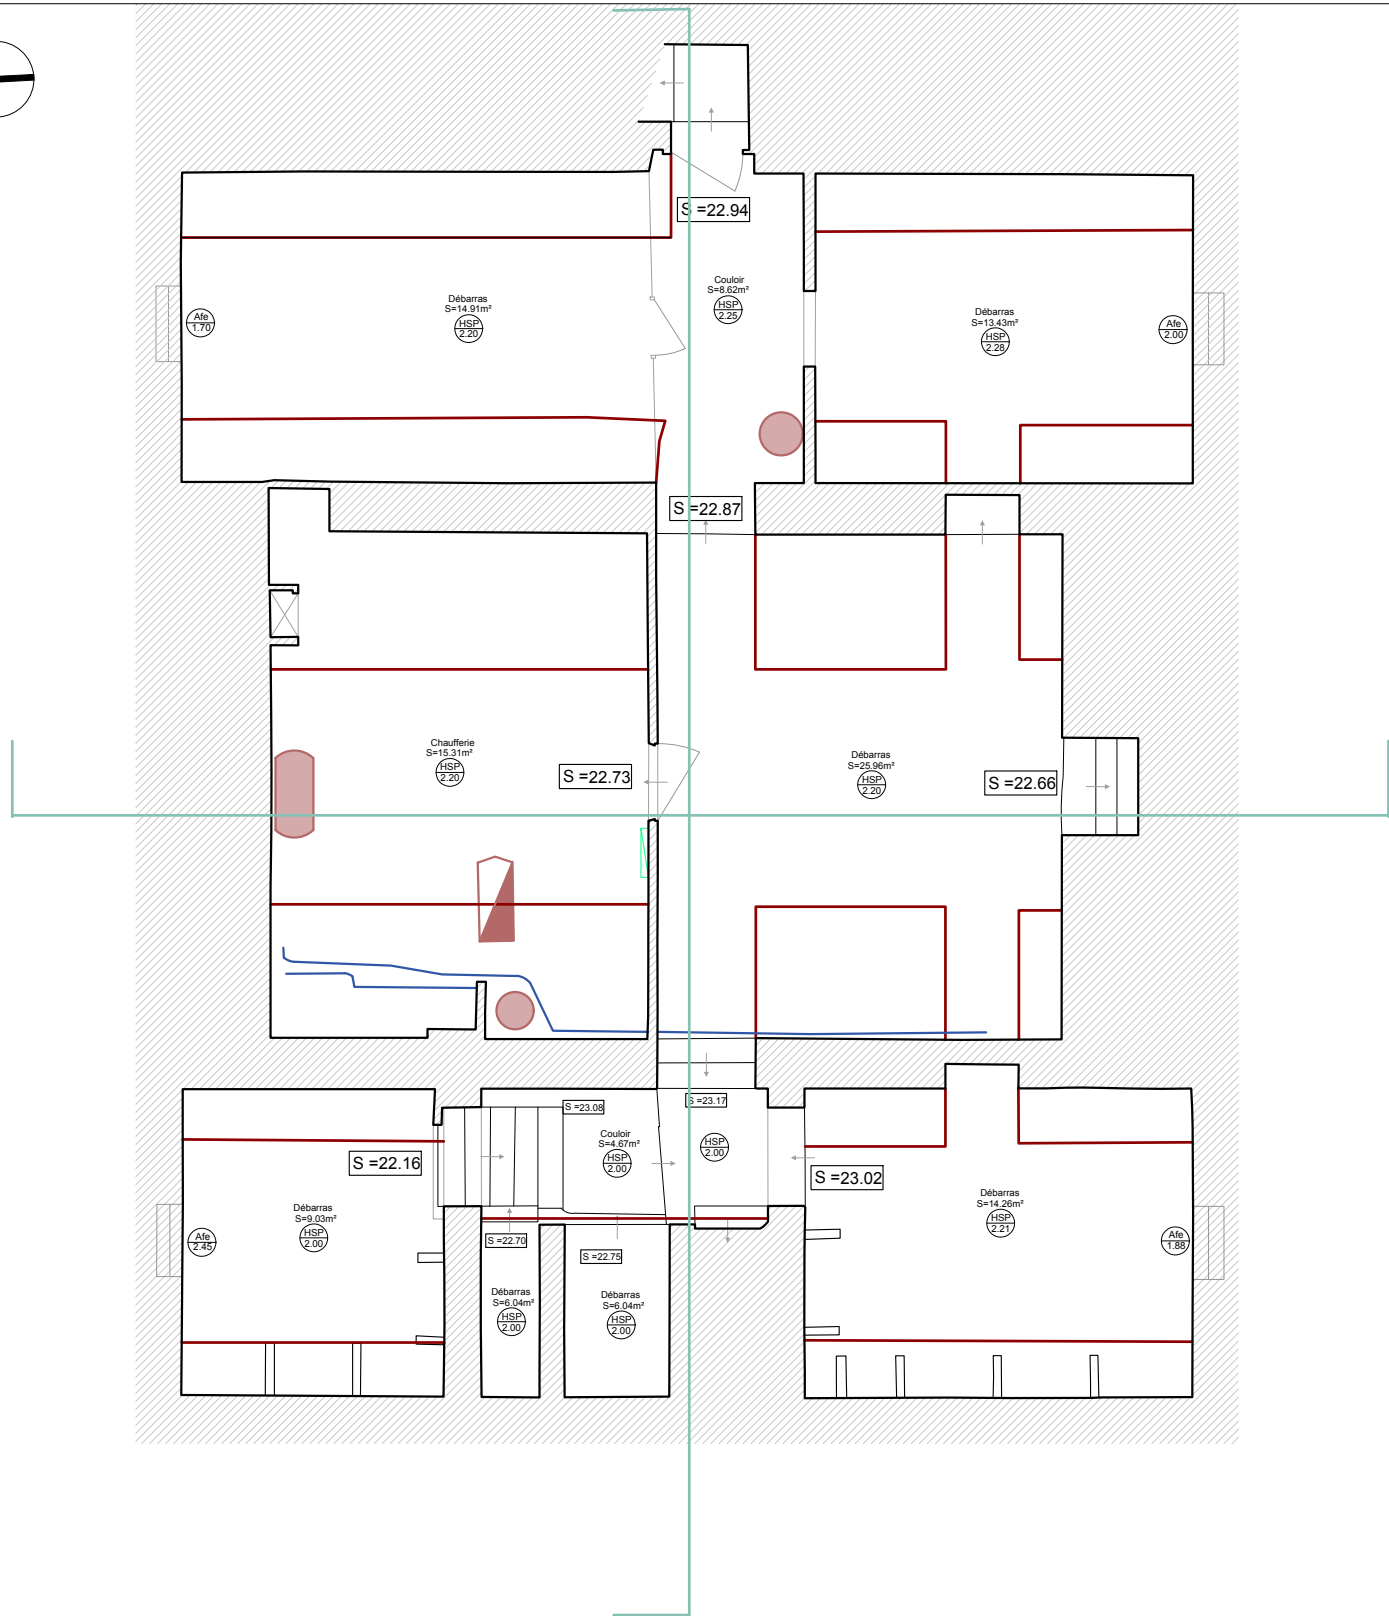 S =22.94
Couloir
S=8.62m²
HSP
2.25
Débarras
S=14.91m²
HSP
2.20
Afe
1.70
Débarras
S=13.43m²
HSP
2.28
Afe
2.00
S =22.87
Chaufferie
S=15.31m²
HSP
2.20
S =22.73
Débarras
S=25.96m²
HSP
2.20
S =22.66
S =23.08
S =23.17
Couloir
S=4.67m²
HSP
2.00
HSP
2.00
S =22.16
S =23.02
Débarras
S=9.03m²
HSP
2.00
Afe
2.45
Débarras
S=14.26m²
HSP
2.21
Afe
1.88
S =22.70
S =22.75
Débarras
S=6.04m²
HSP
2.00
Débarras
S=6.04m²
HSP
2.00